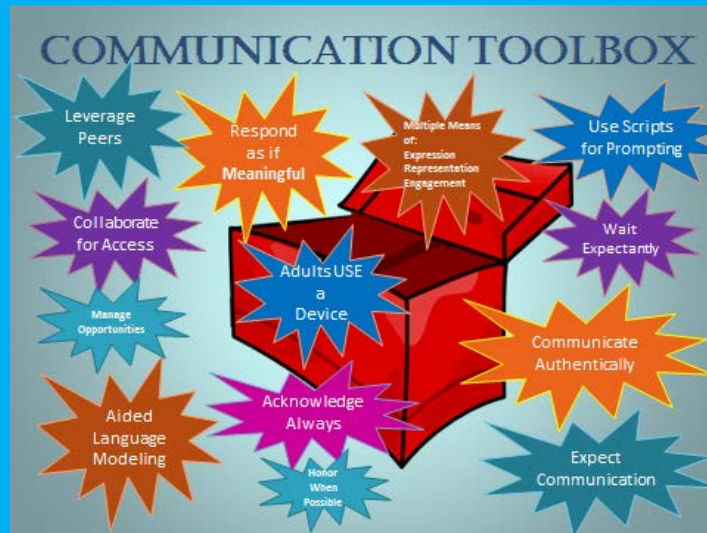 COMMUNICATION TOOLBOX
Leverage
Peers
Respond
as if
Meaningful
Multiple Means
of:
Expression
Representation
Engagement
Use Scripts
for Prompting
Collaborate
for Access
Wait
Expectantly
Adults USE
a
Device
Manage
Opportunities
Communicate
Authentically
Aided
Language
Modeling
Acknowledge
Always
Honor
When
Possible
Expect
Communication